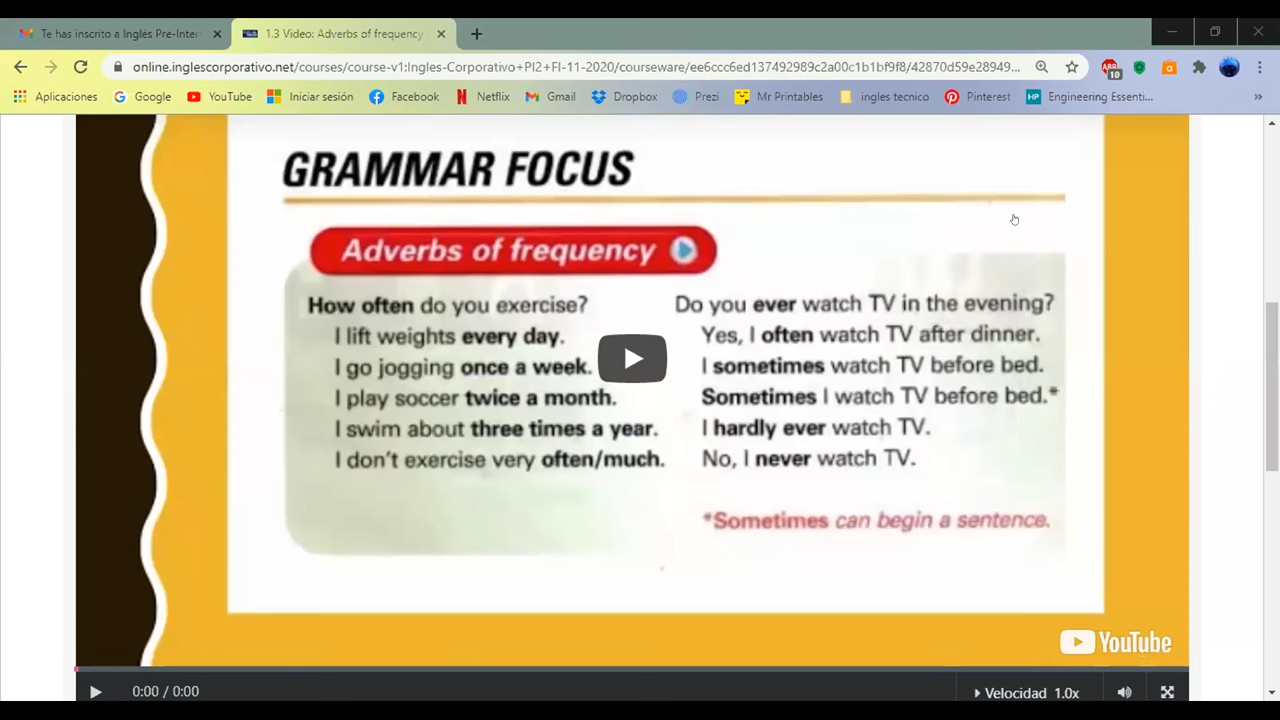 Te has inscrito a Inglés Pre-Inter
1.3 Video: Adverbs of frequency
online.inglescorporativo.net/courses/course-v1:Ingles-Corporativo+PI2+FI-11-2020/courseware/ee6ccc6ed137492989c2a00c1b1bf9f8/42870d59e28949...
10
Aplicaciones Google YouTube Iniciar sesión Facebook Netflix Gmail Dropbox Prezi Mr Printables ingles tecnico Pinterest HP Engineering Essenti... »
GRAMMAR FOCUS
Adverbs of frequency
How often do you exercise?
I lift weights every day.
I go jogging once a week.
I play soccer twice a month.
I swim about three times a year.
I don't exercise very often/much.
Do you ever watch TV in the evening?
Yes, I often watch TV after dinner.
I sometimes watch TV before bed.
Sometimes I watch TV before bed.*
I hardly ever watch TV.
No, I never watch TV.
*Sometimes can begin a sentence.
YouTube
0:00 / 0:00
Velocidad 1.0x